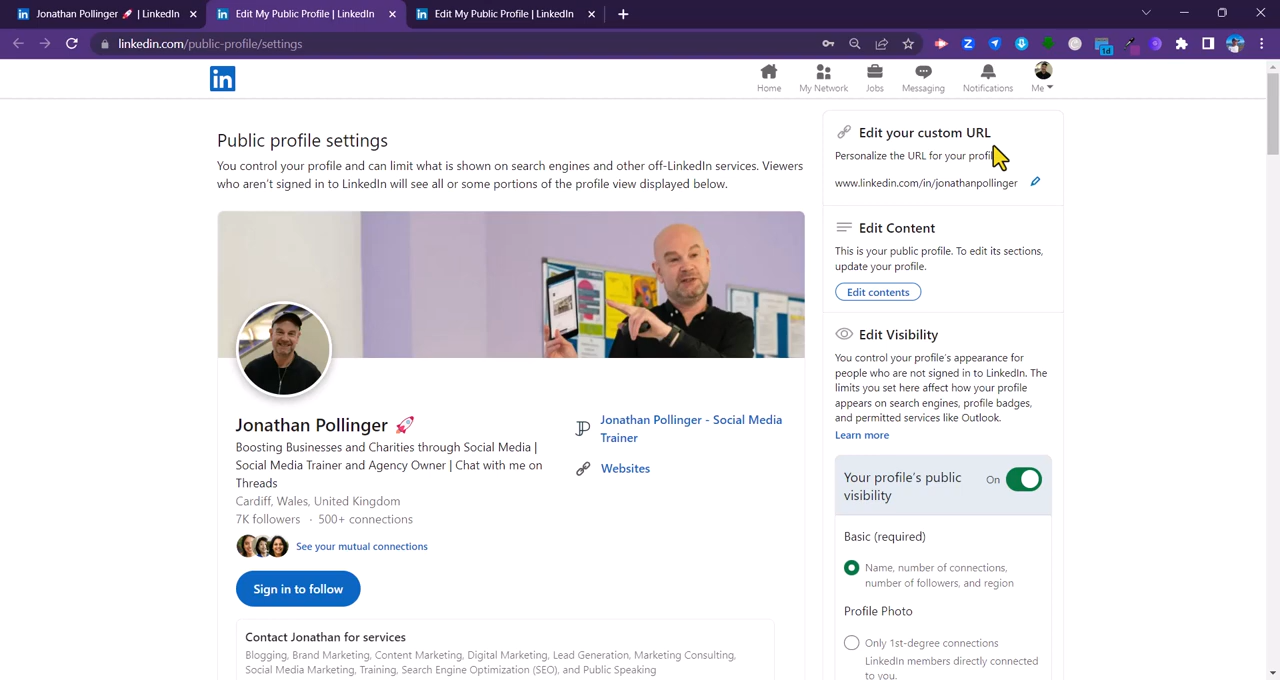 Jonathan Pollinger 🚀 | LinkedIn
Edit My Public Profile | LinkedIn
Edit My Public Profile | LinkedIn
linkedin.com/public-profile/settings
in
Home
My Network
Jobs
Messaging
Notifications
Me
Public profile settings
You control your profile and can limit what is shown on search engines and other off-LinkedIn services. Viewers
who aren't signed in to LinkedIn will see all or some portions of the profile view displayed below.
Jonathan Pollinger 🚀
Boosting Businesses and Charities through Social Media |
Social Media Trainer and Agency Owner | Chat with me on
Threads
Cardiff, Wales, United Kingdom
7K followers · 500+ connections
See your mutual connections
Sign in to follow
Jonathan Pollinger - Social Media
Trainer
Websites
Contact Jonathan for services
Blogging, Brand Marketing, Content Marketing, Digital Marketing, Lead Generation, Marketing Consulting,
Social Media Marketing, Training, Search Engine Optimization (SEO), and Public Speaking
Edit your custom URL
Personalize the URL for your
www.linkedin.com/in/jonathanpollinger
Edit Content
This is your public profile. To edit its sections,
update your profile.
Edit contents
Edit Visibility
You control your profile's appearance for
people who are not signed in to LinkedIn. The
limits you set here affect how your profile
appears on search engines, profile badges,
and permitted services like Outlook.
Learn more
Your profile's public
visibility
On
Basic (required)
Name, number of connections,
number of followers, and region
Profile Photo
Only 1st-degree connections
LinkedIn members directly connected
to you.